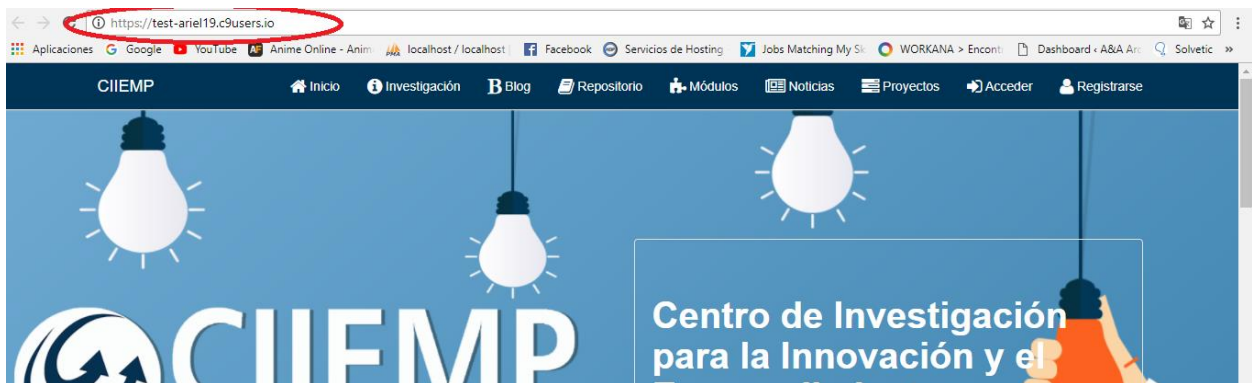 https://test-ariel19.c9users.io
Aplicaciones Google YouTube Anime Online - Anim localhost / localhost Facebook Servicios de Hosting Jobs Matching My Sk WORKANA > Encont Dashboard ‹ A&A Arc Solvetic »
CIIEMP Inicio Investigación Blog Repositorio Módulos Noticias Proyectos Acceder Registrarse
CIIEMP
Centro de Investigación
para la Innovación y el